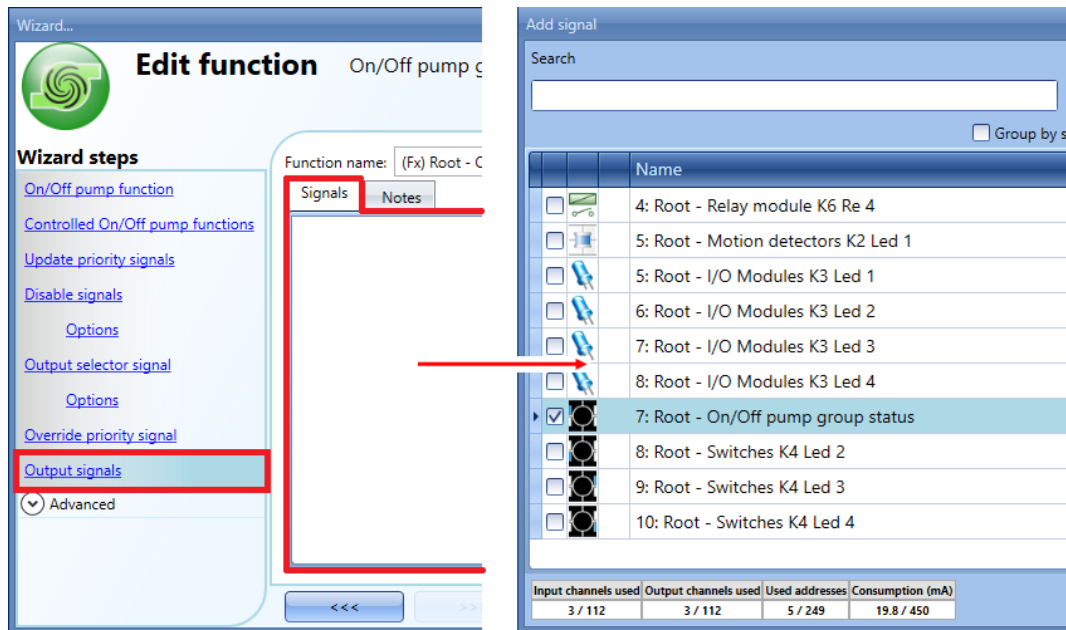 Wizard...
Edit function On/Off pump g
Wizard steps
On/Off pump function
Controlled On/Off pump functions
Update priority signals
Disable signals
Options
Output selector signal
Options
Override priority signal
Output signals
Advanced
Function name: (Fx) Root - C
Signals Notes
<<< >>
Add signal
Search
Group by s
Name
4: Root - Relay module K6 Re 4
5: Root - Motion detectors K2 Led 1
5: Root - I/O Modules K3 Led 1
6: Root - I/O Modules K3 Led 2
7: Root - I/O Modules K3 Led 3
8: Root - I/O Modules K3 Led 4
7: Root - On/Off pump group status
8: Root - Switches K4 Led 2
9: Root - Switches K4 Led 3
10: Root - Switches K4 Led 4
Input channels used Output channels used Used addresses Consumption (mA)
3 / 112 3 / 112 5 / 249 19.8 / 450